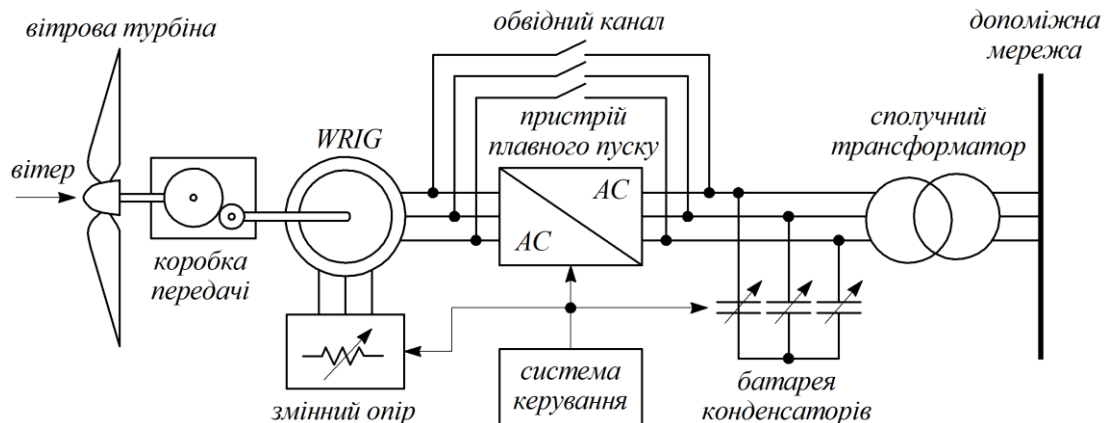 вітрова турбіна
обвідний канал
допоміжна
мережа
WRIG
пристрій
плавного пуску
сполучний
трансформатор
вітер
AC
AC
коробка
передачі
змінний опір
система
керування
батарея
конденсаторів